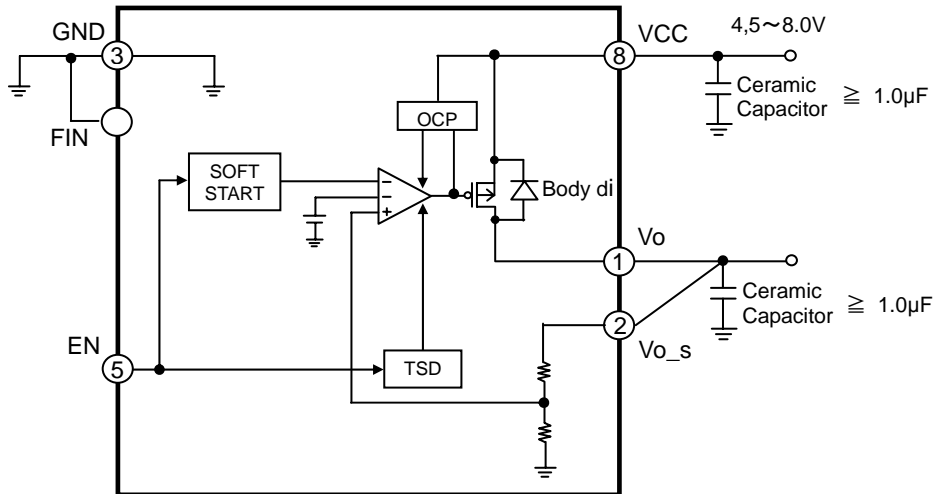 GND
3
FIN
SOFT
START
EN
5
OCP
TSD
Body di
VCC
8
4,5～8.0V
Ceramic
Capacitor ≧ 1.0µF
Vo
1
2
Vo_s
Ceramic
Capacitor ≧ 1.0µF